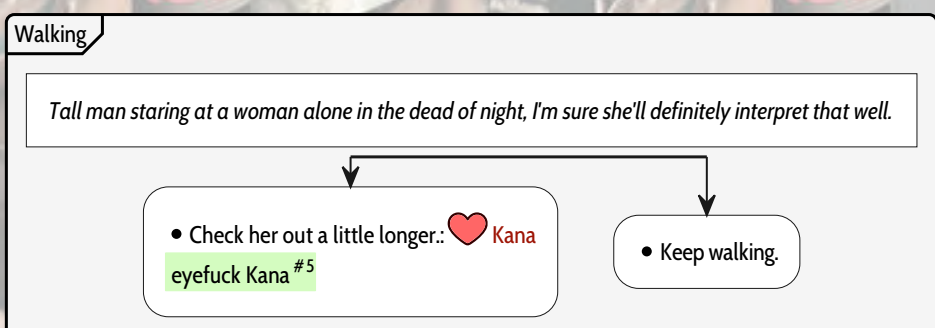 Walking
Tall man staring at a woman alone in the dead of night, I'm sure she'll definitely interpret that well.
• Check her out a little longer.: Kana
eyefuck Kana #5
• Keep walking.